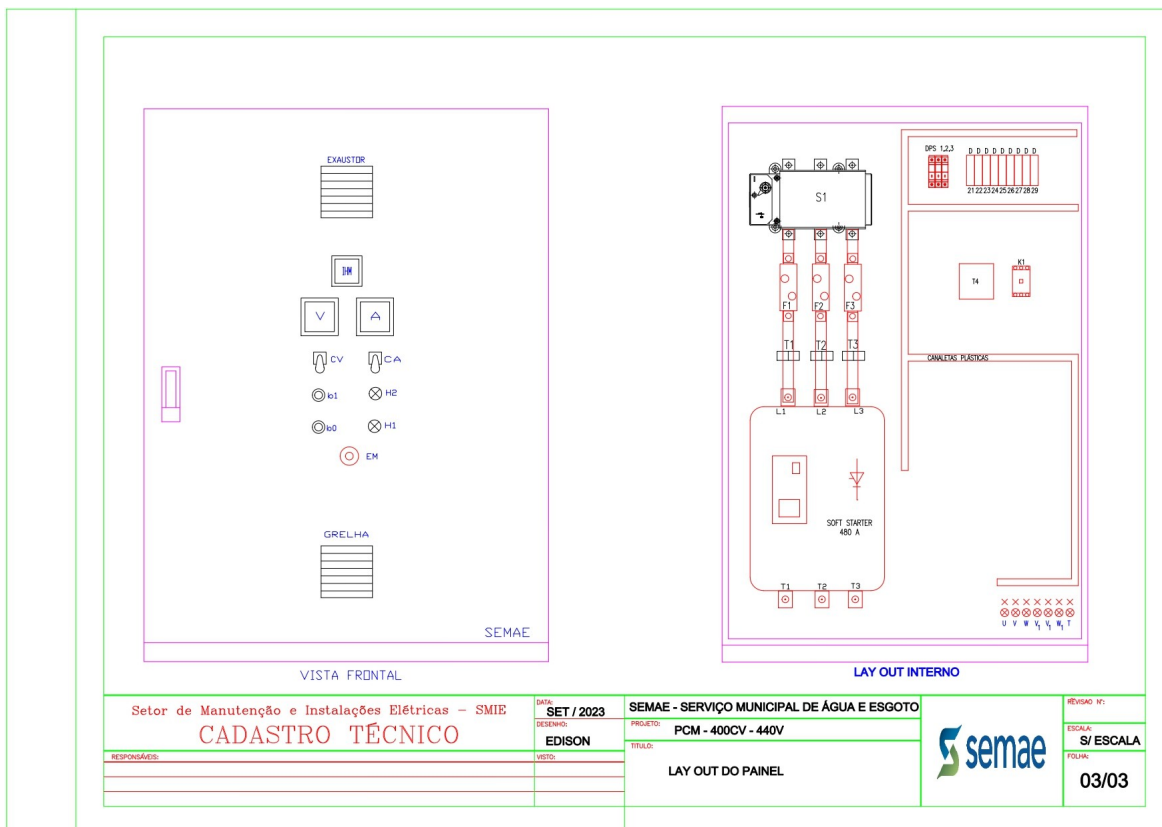 EXAUSTOR
IHM
V
A
CV
CA
b1
H2
b0
H1
EM
GRELHA
SEMAE
VISTA FRONTAL
DPS 1,2,3
D D D D D D D D D
21 22 23 24 25 26 27 28 29
S1
T4
K1
F1
F2
F3
T1
T2
T3
CANALETAS PLÁSTICAS
L1
L2
L3
SOFT STARTER
480 A
T1
T2
T3
U V W V1 V1 W1 T
LAY OUT INTERNO
Setor de Manutenção e Instalações Elétricas - SMIE
CADASTRO TÉCNICO
RESPONSÁVEIS:
DATA:
SET / 2023
DESENHO:
EDISON
VISTO:
SEMAE - SERVIÇO MUNICIPAL DE ÁGUA E ESGOTO
PROJETO:
PCM - 400CV - 440V
TITULO:
LAY OUT DO PAINEL
semae
REVISAO Nº:
ESCALA:
S/ ESCALA
FOLHA:
03/03